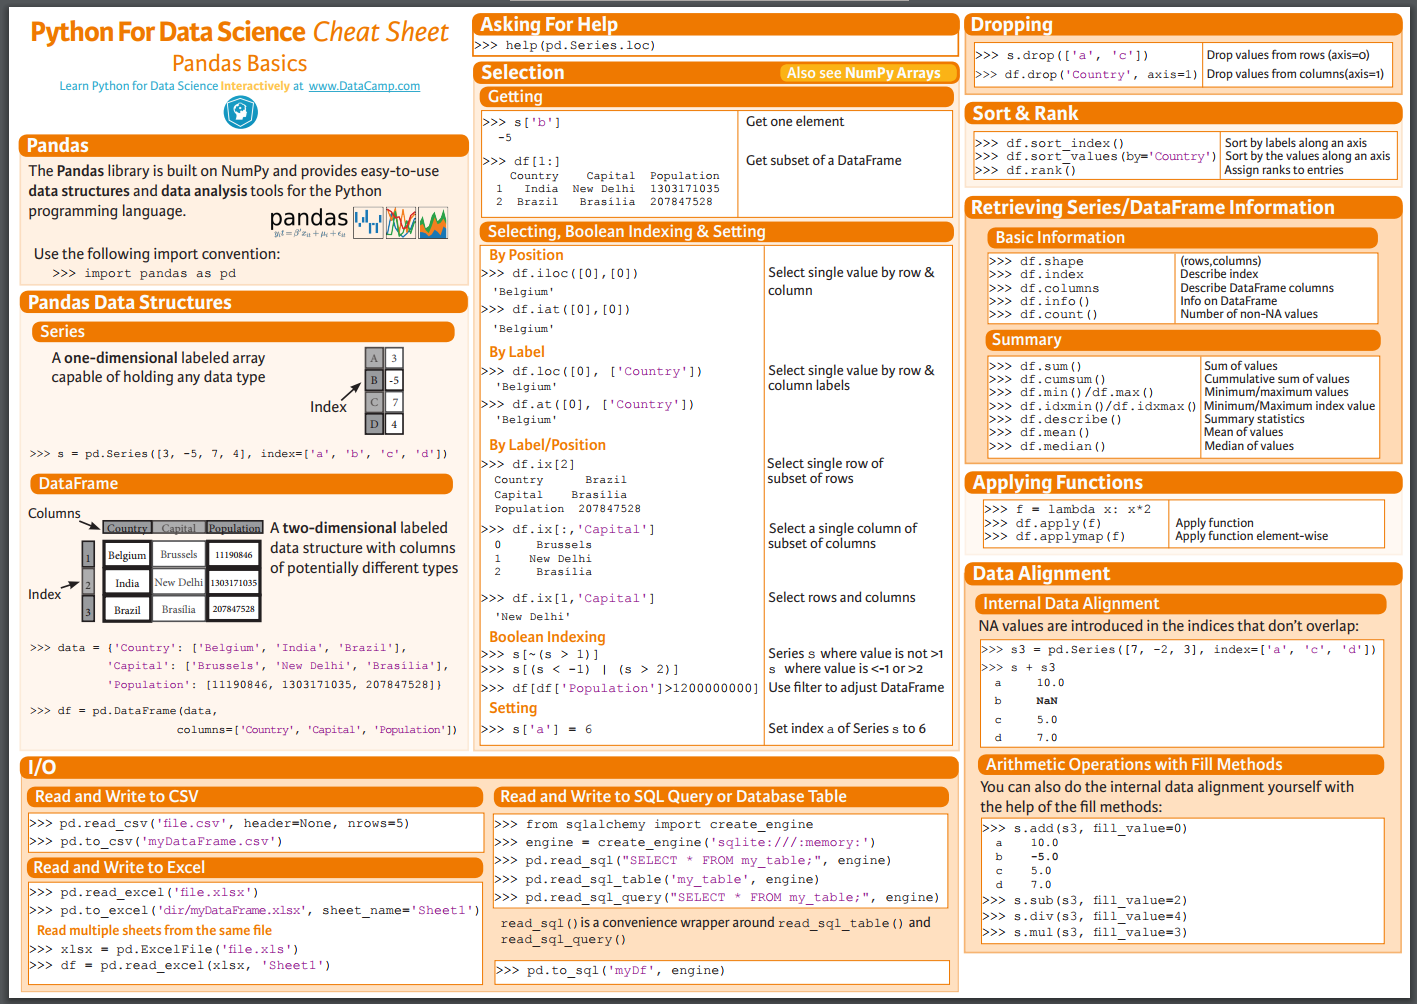 Python For Data Science Cheat Sheet
Pandas Basics
Learn Python for Data Science Interactively at www.DataCamp.com
Pandas
The Pandas library is built on NumPy and provides easy-to-use
data structures and data analysis tools for the Python
programming language.
pandas
Use the following import convention:
>>> import pandas as pd
Pandas Data Structures
Series
A one-dimensional labeled array
capable of holding any data type
Index
A 3
B -5
C 7
D 4
>>> s = pd.Series([3, -5, 7, 4], index=['a', 'b', 'c', 'd'])
DataFrame
Columns
Index
Country Capital Population
1 Belgium Brussels 11190846
2 India New Delhi 1303171035
3 Brazil Brasília 207847528
A two-dimensional labeled
data structure with columns
of potentially different types
>>> data = {'Country': ['Belgium', 'India', 'Brazil'],
'Capital': ['Brussels', 'New Delhi', 'Brasília'],
'Population': [11190846, 1303171035, 207847528]}
>>> df = pd.DataFrame(data,
columns=['Country', 'Capital', 'Population'])
Asking For Help
>>> help(pd.Series.loc)
Selection
Also see NumPy Arrays
Getting
>>> s['b'] Get one element
-5
>>> df[1:] Get subset of a DataFrame
Country Capital Population
1 India New Delhi 1303171035
2 Brazil Brasília 207847528
Selecting, Boolean Indexing & Setting
By Position
>>> df.iloc([0],[0]) Select single value by row &
'Belgium' column
>>> df.iat([0],[0])
'Belgium'
By Label
>>> df.loc([0], ['Country']) Select single value by row &
'Belgium' column labels
>>> df.at([0], ['Country'])
'Belgium'
By Label/Position
>>> df.ix[2] Select single row of
Country Brazil subset of rows
Capital Brasília
Population 207847528
>>> df.ix[:,'Capital'] Select a single column of
0 Brussels subset of columns
1 New Delhi
2 Brasília
>>> df.ix[1,'Capital'] Select rows and columns
'New Delhi'
Boolean Indexing
>>> s[~(s > 1)] Series s where value is not >1
>>> s[(s < -1) | (s > 2)] s where value is <-1 or >2
>>> df[df['Population']>1200000000] Use filter to adjust DataFrame
Setting
>>> s['a'] = 6 Set index a of Series s to 6
Dropping
>>> s.drop(['a', 'c']) Drop values from rows (axis=0)
>>> df.drop('Country', axis=1) Drop values from columns(axis=1)
Sort & Rank
>>> df.sort_index() Sort by labels along an axis
>>> df.sort_values(by='Country') Sort by the values along an axis
>>> df.rank() Assign ranks to entries
Retrieving Series/DataFrame Information
Basic Information
>>> df.shape (rows,columns)
>>> df.index Describe index
>>> df.columns Describe DataFrame columns
>>> df.info() Info on DataFrame
>>> df.count() Number of non-NA values
Summary
>>> df.sum() Sum of values
>>> df.cumsum() Cummulative sum of values
>>> df.min()/df.max() Minimum/maximum values
>>> df.idxmin()/df.idxmax() Minimum/Maximum index value
>>> df.describe() Summary statistics
>>> df.mean() Mean of values
>>> df.median() Median of values
Applying Functions
>>> f = lambda x: x*2
>>> df.apply(f) Apply function
>>> df.applymap(f) Apply function element-wise
Data Alignment
Internal Data Alignment
NA values are introduced in the indices that don't overlap:
>>> s3 = pd.Series([7, -2, 3], index=['a', 'c', 'd'])
>>> s + s3
a 10.0
b NaN
c 5.0
d 7.0
Arithmetic Operations with Fill Methods
You can also do the internal data alignment yourself with
the help of the fill methods:
>>> s.add(s3, fill_value=0)
a 10.0
b -5.0
c 5.0
d 7.0
>>> s.sub(s3, fill_value=2)
>>> s.div(s3, fill_value=4)
>>> s.mul(s3, fill_value=3)
I/O
Read and Write to CSV
>>> pd.read_csv('file.csv', header=None, nrows=5)
>>> pd.to_csv('myDataFrame.csv')
Read and Write to Excel
>>> pd.read_excel('file.xlsx')
>>> pd.to_excel('dir/myDataFrame.xlsx', sheet_name='Sheet1')
Read multiple sheets from the same file
>>> xlsx = pd.ExcelFile('file.xls')
>>> df = pd.read_excel(xlsx, 'Sheet1')
Read and Write to SQL Query or Database Table
>>> from sqlalchemy import create_engine
>>> engine = create_engine('sqlite:///:memory:')
>>> pd.read_sql("SELECT * FROM my_table;", engine)
>>> pd.read_sql_table('my_table', engine)
>>> pd.read_sql_query("SELECT * FROM my_table;", engine)
read_sql() is a convenience wrapper around read_sql_table() and
read_sql_query()
>>> pd.to_sql('myDf', engine)